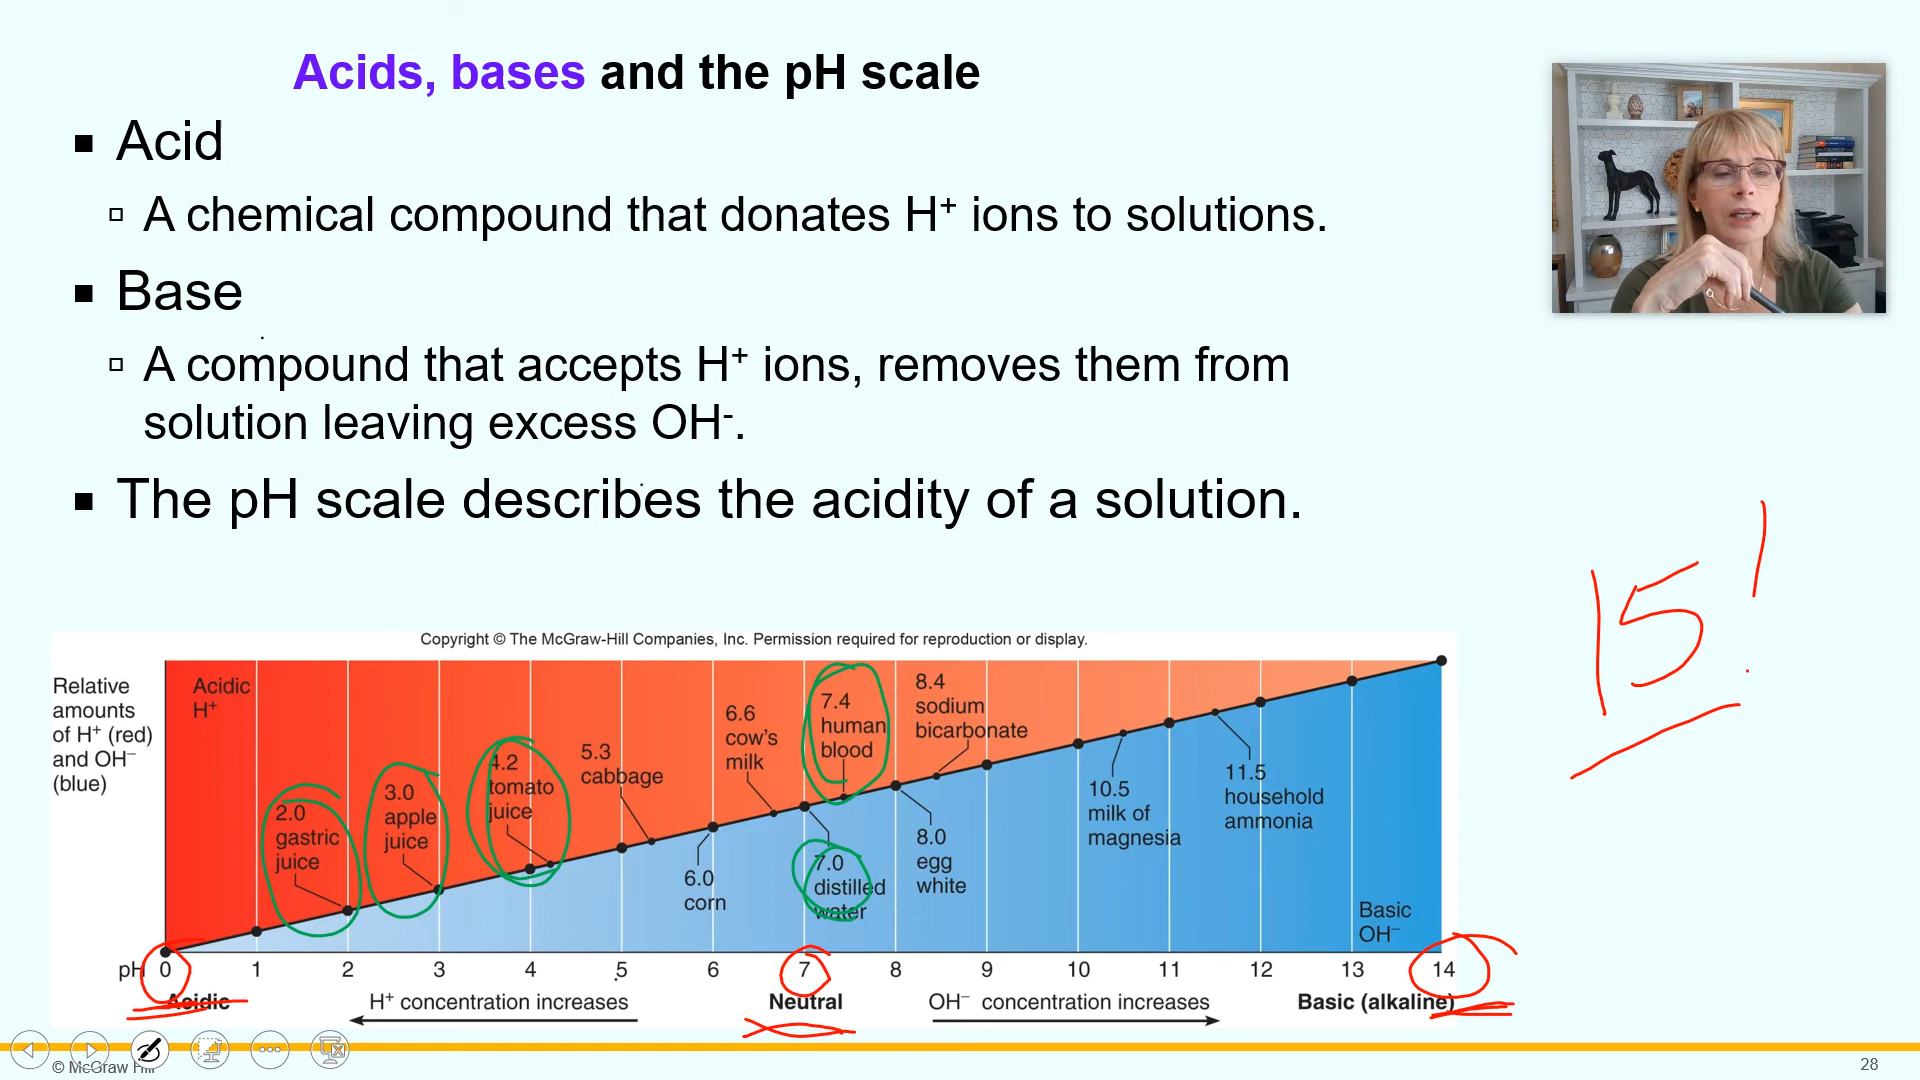 Acids, bases and the pH scale
■ Acid
▫ A chemical compound that donates H⁺ ions to solutions.
■ Base
▫ A compound that accepts H⁺ ions, removes them from
solution leaving excess OH⁻.
■ The pH scale describes the acidity of a solution.
15!
Copyright © The McGraw-Hill Companies, Inc. Permission required for reproduction or display.
Relative
amounts
of H⁺ (red)
and OH⁻
(blue)
Acidic
H⁺
2.0
gastric
juice
3.0
apple
juice
4.2
tomato
juice
5.3
cabbage
6.0
corn
6.6
cow's
milk
7.0
distilled
water
7.4
human
blood
8.0
egg
white
8.4
sodium
bicarbonate
10.5
milk of
magnesia
11.5
household
ammonia
Basic
OH⁻
pH 0 1 2 3 4 5 6 7 8 9 10 11 12 13 14
Acidic H⁺ concentration increases Neutral OH⁻ concentration increases Basic (alkaline)
© McGraw Hill
28